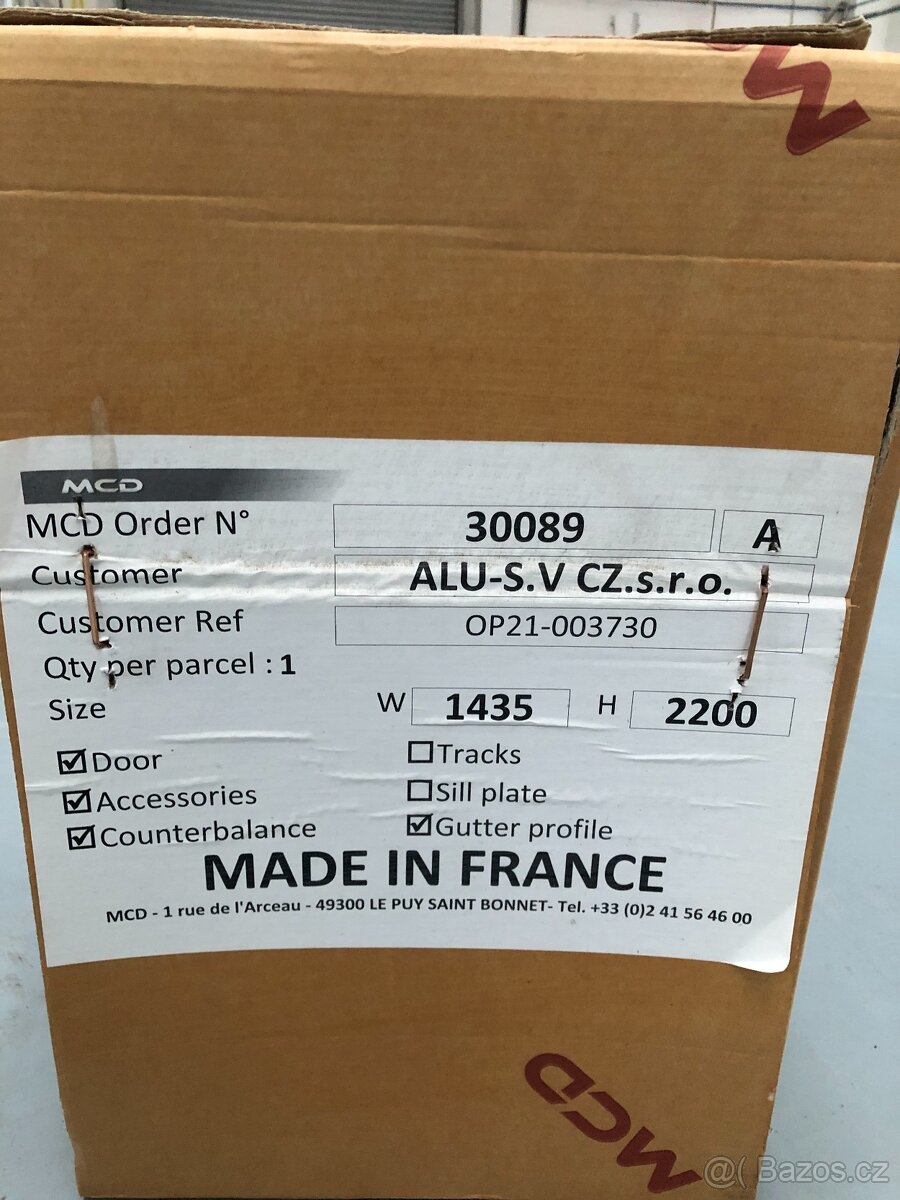 MCD
MCD Order N° 30089 A
Customer ALU-S.V CZ.s.r.o.
Customer Ref OP21-003730
Qty per parcel : 1
Size W 1435 H 2200
Door Tracks
Accessories Sill plate
Counterbalance Gutter profile
MADE IN FRANCE
MCD - 1 rue de l'Arceau - 49300 LE PUY SAINT BONNET- Tel. +33 (0)2 41 56 46 00
MCD
@( Bazos.cz